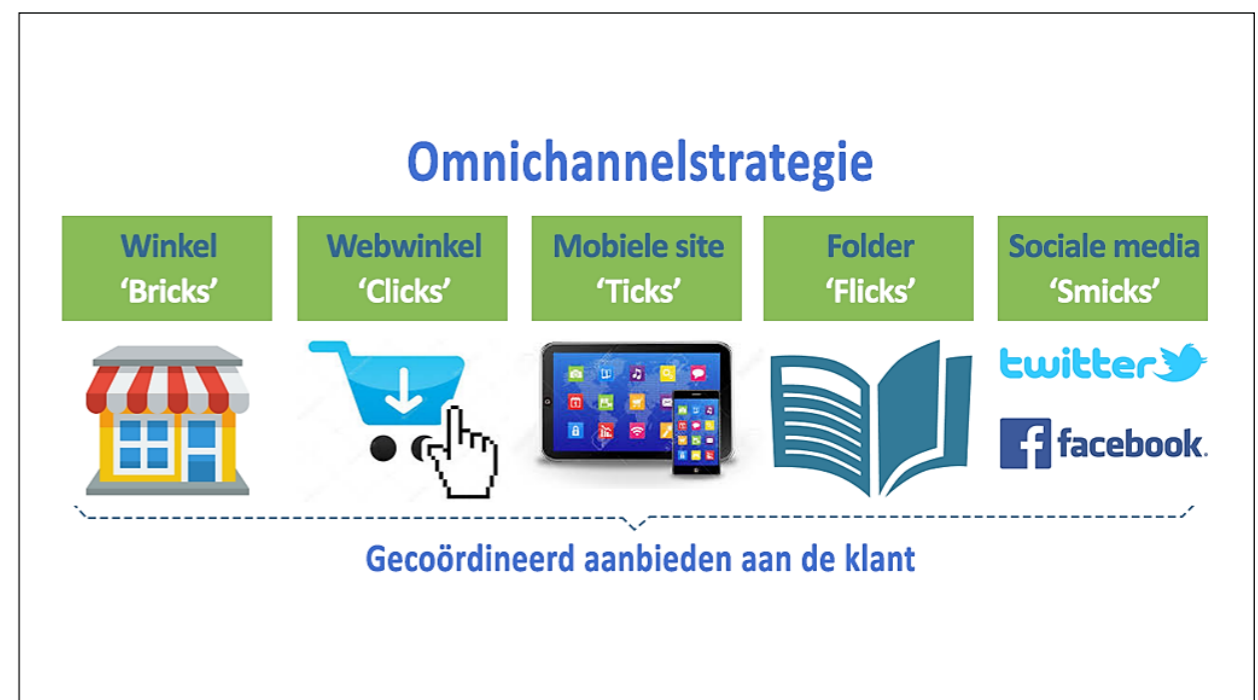 Omnichannelstrategie
Winkel
‘Bricks’
Webwinkel
‘Clicks’
Mobiele site
‘Ticks’
Folder
‘Flicks’
Sociale media
‘Smicks’
twitter
f facebook.
Gecoördineerd aanbieden aan de klant